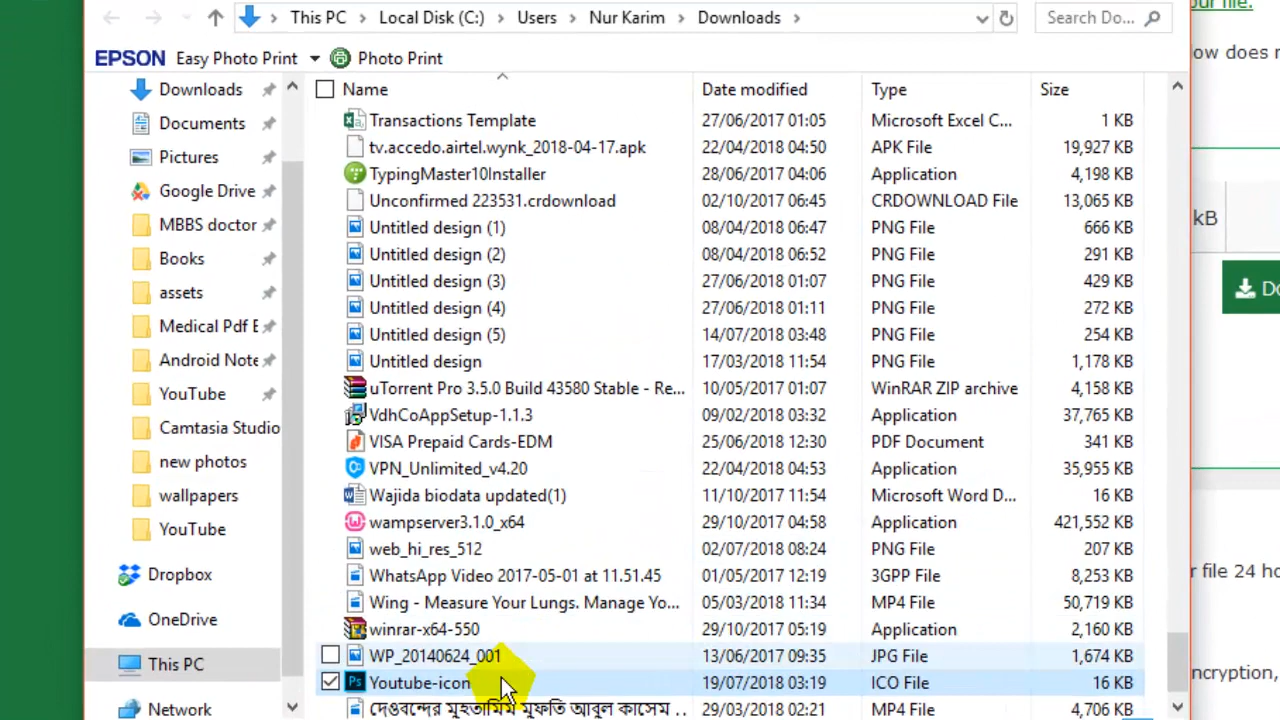 This PC > Local Disk (C:) > Users > Nur Karim > Downloads >
Search Do...
our file.
EPSON Easy Photo Print Photo Print
Downloads
Documents
Pictures
Google Drive
MBBS doctor
Books
assets
Medical Pdf E
Android Note
YouTube
Camtasia Studio
new photos
wallpapers
YouTube
Dropbox
OneDrive
This PC
Network
Name Date modified Type Size
Transactions Template 27/06/2017 01:05 Microsoft Excel C... 1 KB
tv.accedo.airtel.wynk_2018-04-17.apk 22/04/2018 04:50 APK File 19,927 KB
TypingMaster10Installer 28/06/2017 04:06 Application 4,198 KB
Unconfirmed 223531.crdownload 02/10/2017 06:45 CRDOWNLOAD File 13,065 KB
Untitled design (1) 08/04/2018 06:47 PNG File 666 KB
Untitled design (2) 08/04/2018 06:52 PNG File 291 KB
Untitled design (3) 27/06/2018 01:07 PNG File 429 KB
Untitled design (4) 27/06/2018 01:11 PNG File 272 KB
Untitled design (5) 14/07/2018 03:48 PNG File 254 KB
Untitled design 17/03/2018 11:54 PNG File 1,178 KB
uTorrent Pro 3.5.0 Build 43580 Stable - Re... 10/05/2017 01:07 WinRAR ZIP archive 4,158 KB
VdhCoAppSetup-1.1.3 09/02/2018 03:32 Application 37,765 KB
VISA Prepaid Cards-EDM 25/06/2018 12:30 PDF Document 341 KB
VPN_Unlimited_v4.20 22/04/2018 04:53 Application 35,955 KB
Wajida biodata updated(1) 11/10/2017 11:54 Microsoft Word D... 16 KB
wampserver3.1.0_x64 29/10/2017 04:58 Application 421,552 KB
web_hi_res_512 02/07/2018 08:24 PNG File 207 KB
WhatsApp Video 2017-05-01 at 11.51.45 01/05/2017 12:19 3GPP File 8,253 KB
Wing - Measure Your Lungs. Manage Yo... 05/03/2018 11:34 MP4 File 50,719 KB
winrar-x64-550 29/10/2017 05:19 Application 2,160 KB
WP_20140624_001 13/06/2017 09:35 JPG File 1,674 KB
Ps Youtube-icon 19/07/2018 03:19 ICO File 16 KB
দেওবন্দের মুহতামিম মুফতি আবুল কাসেম .. 29/03/2018 02:21 MP4 File 4,706 KB
ow does
kB
Do
r file 24 ho
ncryption,